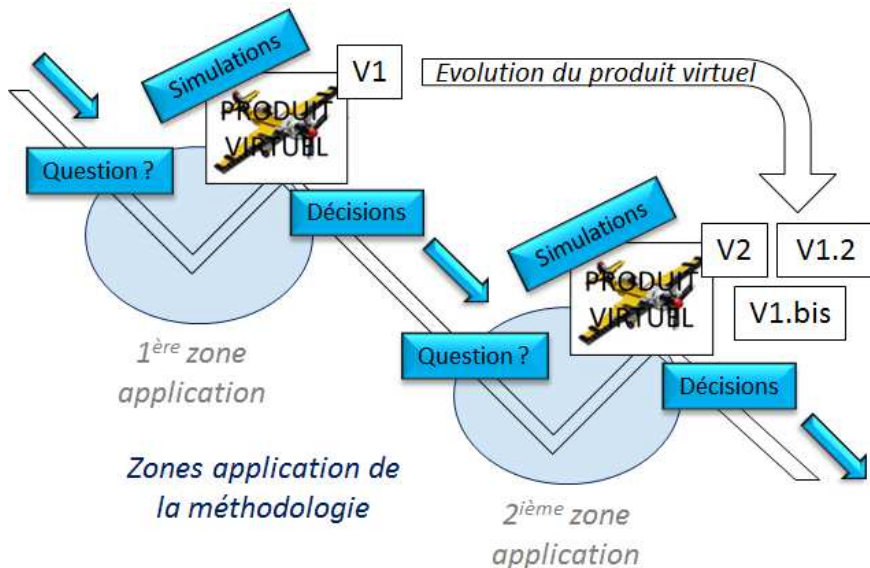 Simulations
V1
Evolution du produit virtuel
PRODUIT
VIRTUEL
Question ?
Décisions
Simulations
V2
V1.2
PRODUIT
VIRTUEL
V1.bis
1ère zone
application
Question ?
Décisions
Zones application de
la méthodologie
2ième zone
application